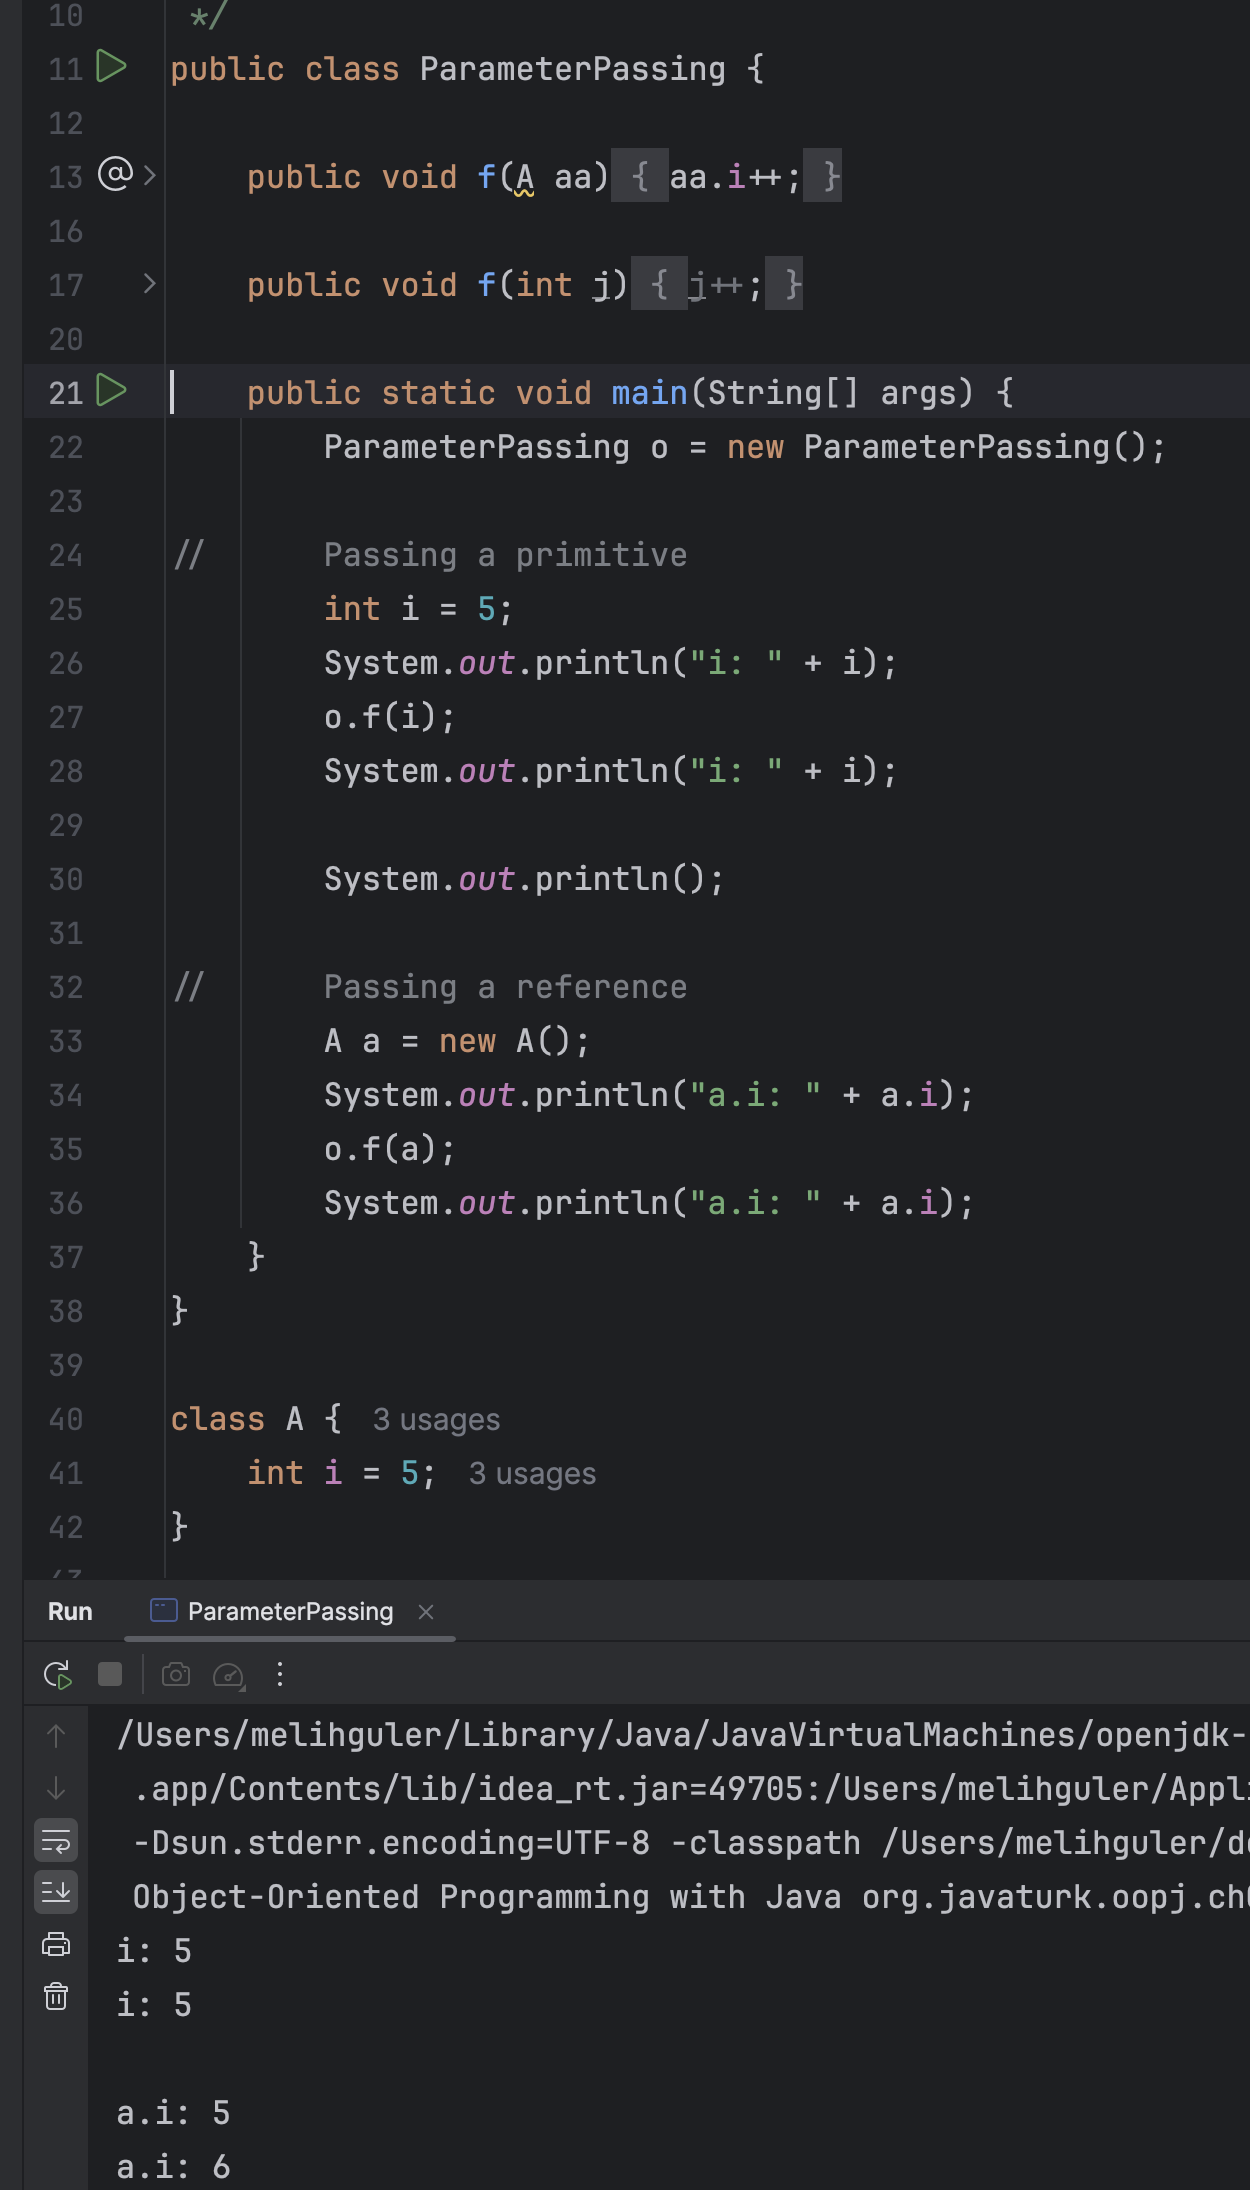 10 */
11 public class ParameterPassing {
12
13 @ public void f(A aa) { aa.i++; }
16
17 public void f(int j) { j++; }
20
21 public static void main(String[] args) {
22 ParameterPassing o = new ParameterPassing();
23
24 // Passing a primitive
25 int i = 5;
26 System.out.println("i: " + i);
27 o.f(i);
28 System.out.println("i: " + i);
29
30 System.out.println();
31
32 // Passing a reference
33 A a = new A();
34 System.out.println("a.i: " + a.i);
35 o.f(a);
36 System.out.println("a.i: " + a.i);
37 }
38 }
39
40 class A { 3 usages
41 int i = 5; 3 usages
42 }
Run ParameterPassing
/Users/melihguler/Library/Java/JavaVirtualMachines/openjdk-
.app/Contents/lib/idea_rt.jar=49705:/Users/melihguler/Appli
-Dsun.stderr.encoding=UTF-8 -classpath /Users/melihguler/de
Object-Oriented Programming with Java org.javaturk.oopj.ch
i: 5
i: 5

a.i: 5
a.i: 6